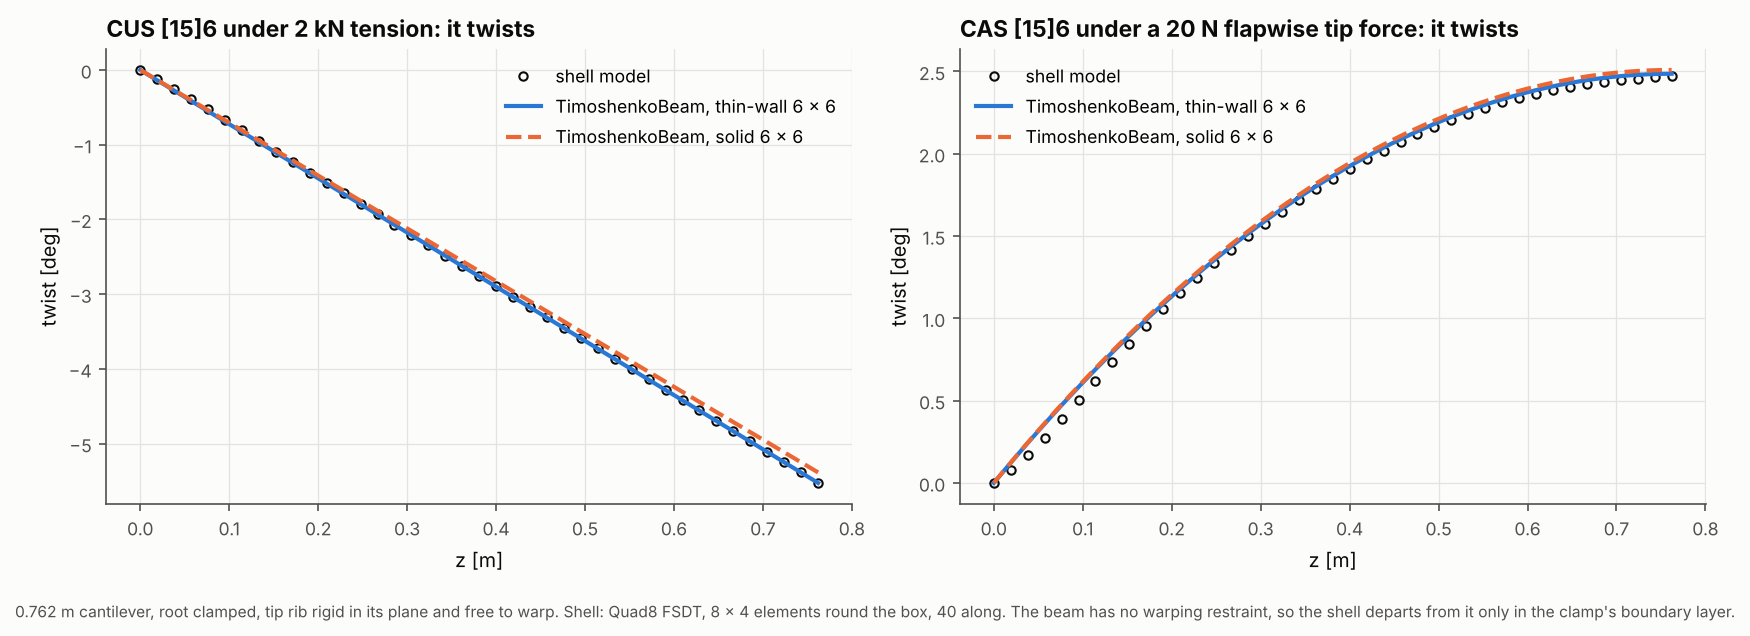 CUS [15]6 under 2 kN tension: it twists
shell model
TimoshenkoBeam, thin-wall 6 × 6
TimoshenkoBeam, solid 6 × 6
twist [deg]
0
−1
−2
−3
−4
−5
0.0 0.1 0.2 0.3 0.4 0.5 0.6 0.7 0.8
z [m]
CAS [15]6 under a 20 N flapwise tip force: it twists
shell model
TimoshenkoBeam, thin-wall 6 × 6
TimoshenkoBeam, solid 6 × 6
twist [deg]
2.5
2.0
1.5
1.0
0.5
0.0
0.0 0.1 0.2 0.3 0.4 0.5 0.6 0.7 0.8
z [m]
0.762 m cantilever, root clamped, tip rib rigid in its plane and free to warp. Shell: Quad8 FSDT, 8 × 4 elements round the box, 40 along. The beam has no warping restraint, so the shell departs from it only in the clamp's boundary layer.